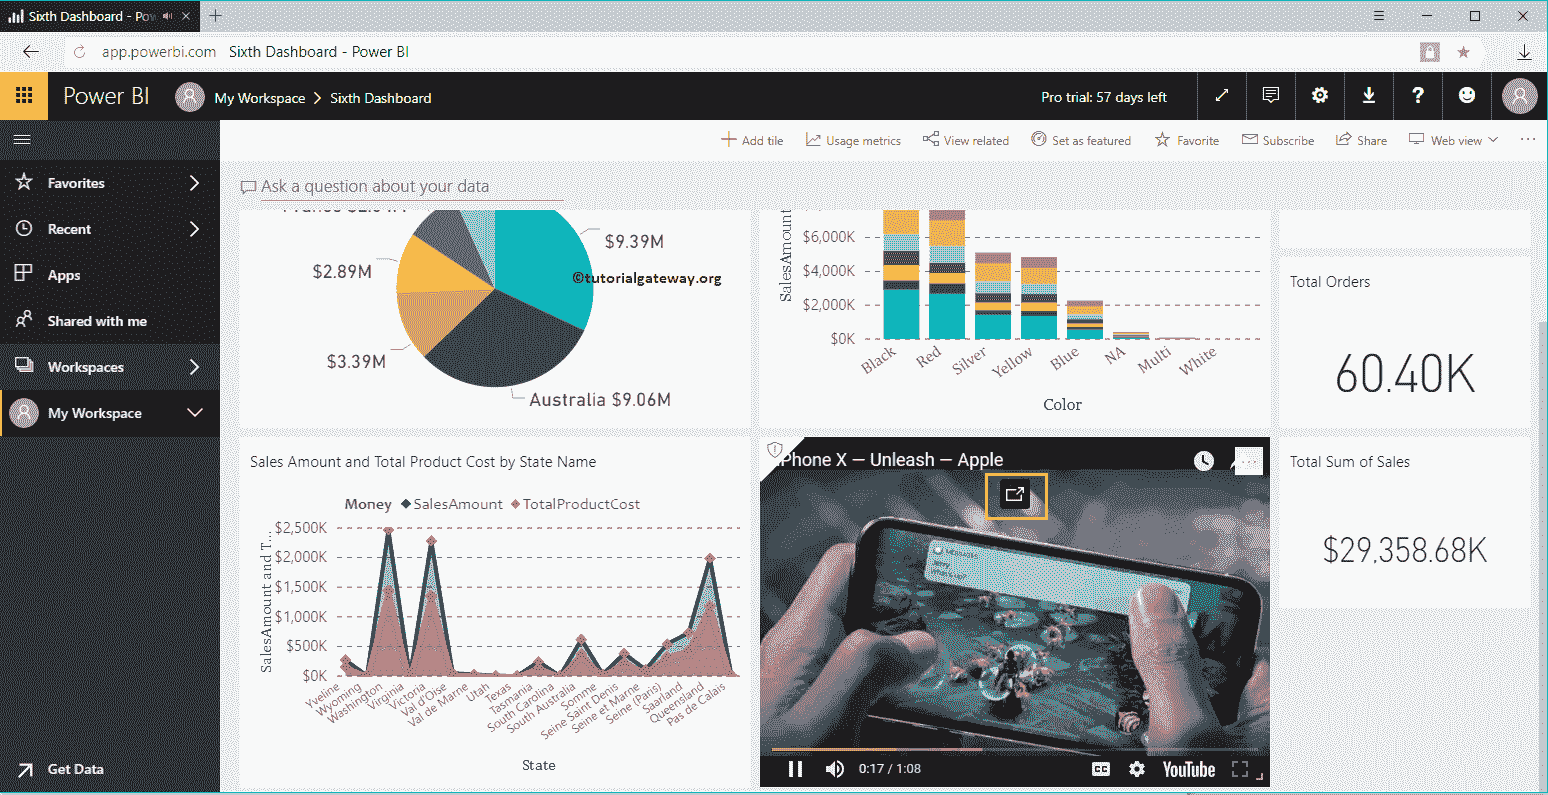 Sixth Dashboard - Pow
app.powerbi.com Sixth Dashboard - Power BI
Power BI My Workspace > Sixth Dashboard Pro trial: 57 days left ?
Add tile Usage metrics View related Set as featured Favorite Subscribe Share Web view ...
Favorites
Recent
Apps
Shared with me
Workspaces
My Workspace
Get Data
Ask a question about your data
$9.39M
$2.89M
©tutorialgateway.org
$3.39M
Australia $9.06M
SalesAmount
$6,000K
$4,000K
$2,000K
$0K
Black Red Silver Yellow Blue NA Multi White
Color
Total Orders
60.40K
Sales Amount and Total Product Cost by State Name
Money SalesAmount TotalProductCost
SalesAmount and T...
$2,500K
$2,000K
$1,500K
$1,000K
$500K
$0K
Yveline Wyoming Washington Virginia Victoria Val d'Oise Val de Marne Utah Texas Tasmania South Carolina South Australia Somme Seine Saint Denis Seine et Marne Seine (Paris) Saarland Queensland Pas de Calais
State
iPhone X — Unleash — Apple
0:17 / 1:08 CC YouTube
Total Sum of Sales
$29,358.68K